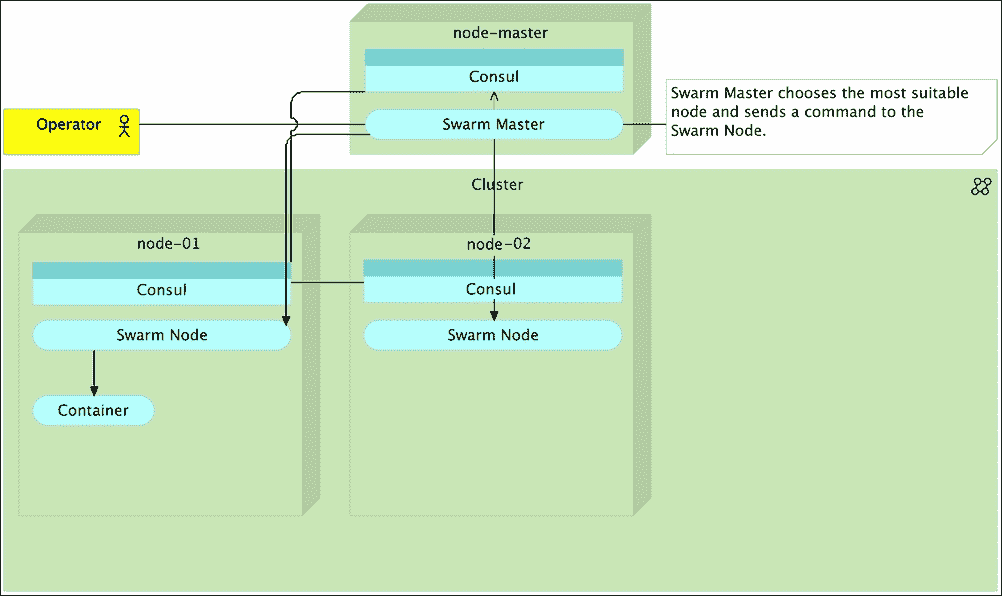 node-master
Consul
Operator
Swarm Master
Swarm Master chooses the most suitable
node and sends a command to the
Swarm Node.
Cluster
node-01
Consul
Swarm Node
Container
node-02
Consul
Swarm Node